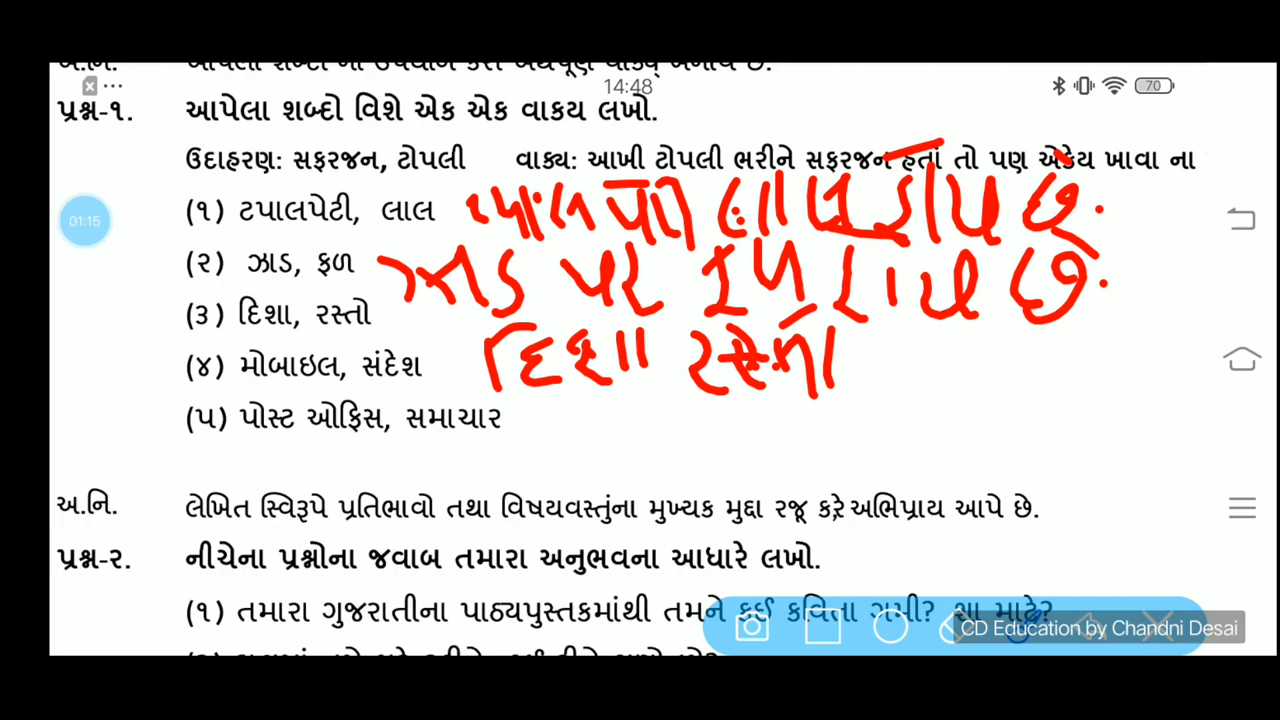 14:48
70
પ્રશ્ન-૧. આપેલા શબ્દો વિશે એક એક વાકય લખો.
ઉદાહરણ: સફરજન, ટોપલી વાક્ય: આખી ટોપલી ભરીને સફરજન હતાં તો પણ એકેય ખાવા ના
01:15
(૧) ટપાલપેટી, લાલ લાલ હોય છે.
(૨) ઝાડ, ફળ ઝાડ પર ફળ છે.
(૩) દિશા, રસ્તો દિશા
(૪) મોબાઇલ, સંદેશ
(૫) પોસ્ટ ઓફિસ, સમાચાર
અ.નિ. લેખિત સ્વિરૂપે પ્રતિભાવો તથા વિષયવસ્તુંના મુખ્યક મુદ્દા રજૂ કરે અભિપ્રાય આપે છે.
પ્રશ્ન-૨. નીચેના પ્રશ્નોના જવાબ તમારા અનુભવના આધારે લખો.
(૧) તમારા ગુજરાતીના પાઠ્યપુસ્તકમાંથી તમને કઈ કવિતા ગમી? શા માટે?
CD Education by Chandni Desai